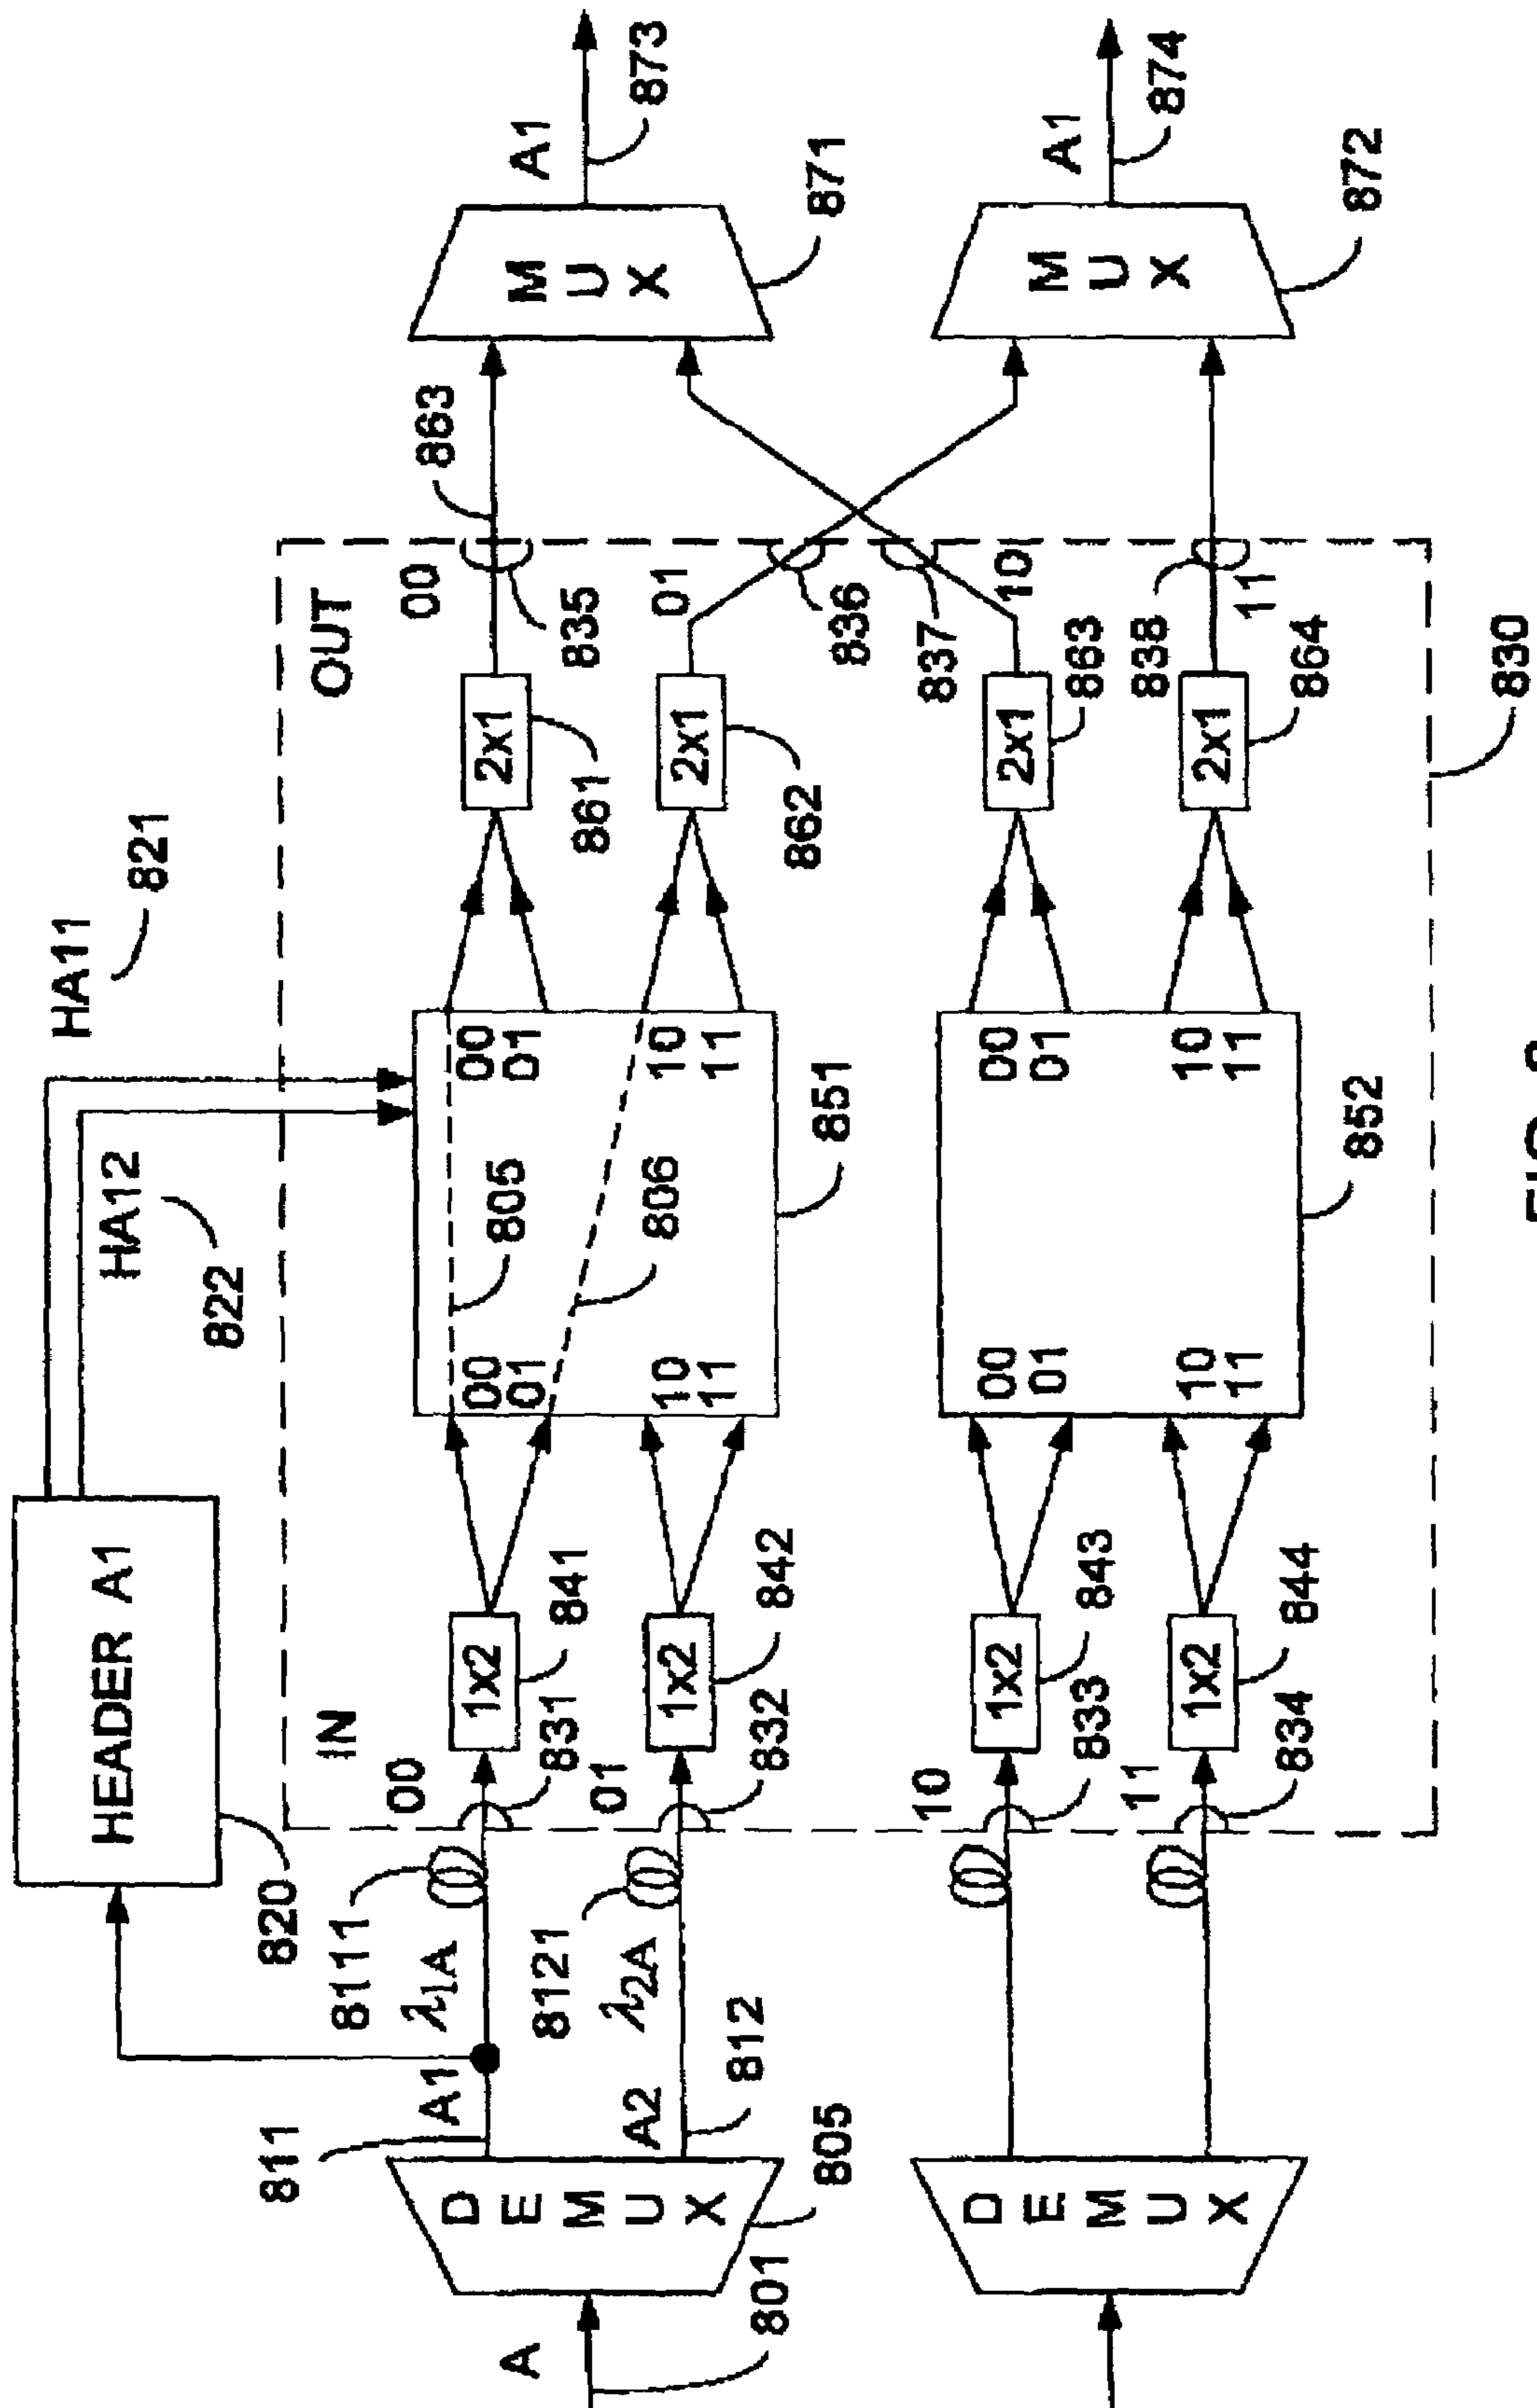 HEADER A1
HA11
821
HA12
822
820
IN
OUT
8111
00
00
863
811
A1
λ1A
831
841
1x2
00
01
805
00
01
2x1
835
861
A1
873
MUX
871
A
801
DEMUX
805
A2
812
8121
λ2A
01
832
1x2
842
10
11
806
10
11
851
2x1
862
01
836
10
833
1x2
843
00
01
00
01
2x1
863
837
10
A1
874
MUX
872
DEMUX
11
834
1x2
844
10
11
10
11
852
2x1
864
838
11
830